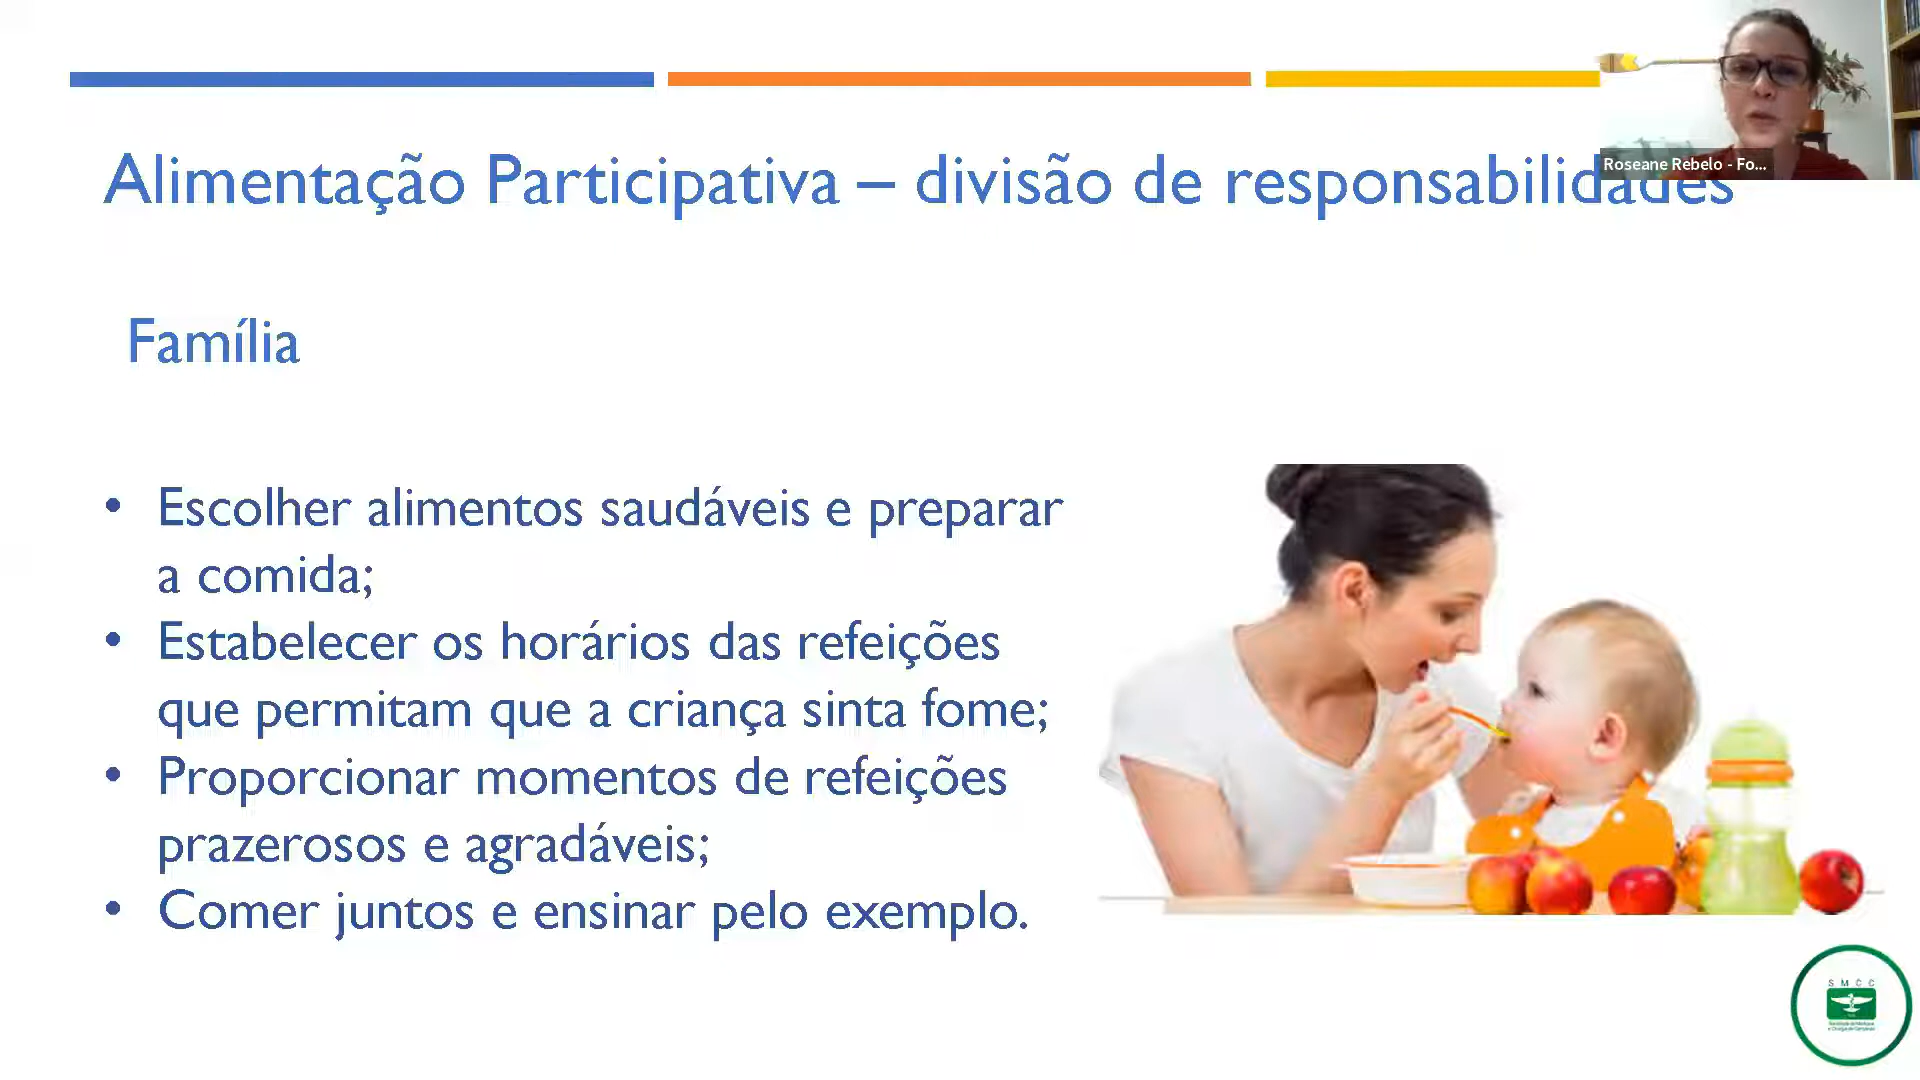 Roseane Rebelo - Fo...
Alimentação Participativa – divisão de responsabilidades
Família
• Escolher alimentos saudáveis e preparar
a comida;
• Estabelecer os horários das refeições
que permitam que a criança sinta fome;
• Proporcionar momentos de refeições
prazerosos e agradáveis;
• Comer juntos e ensinar pelo exemplo.
S M C C